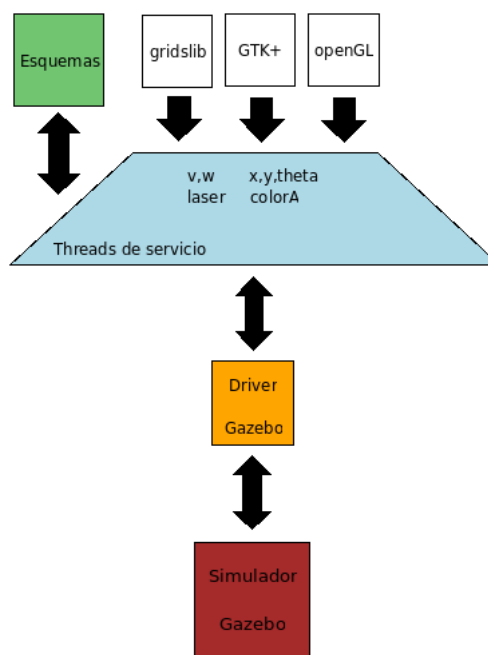 Esquemas
gridslib
GTK+
openGL
v,w x,y,theta
laser colorA
Threads de servicio
Driver
Gazebo
Simulador
Gazebo